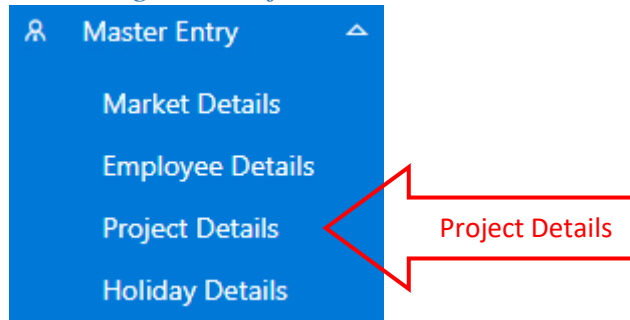 Master Entry
Market Details
Employee Details
Project Details
Project Details
Holiday Details